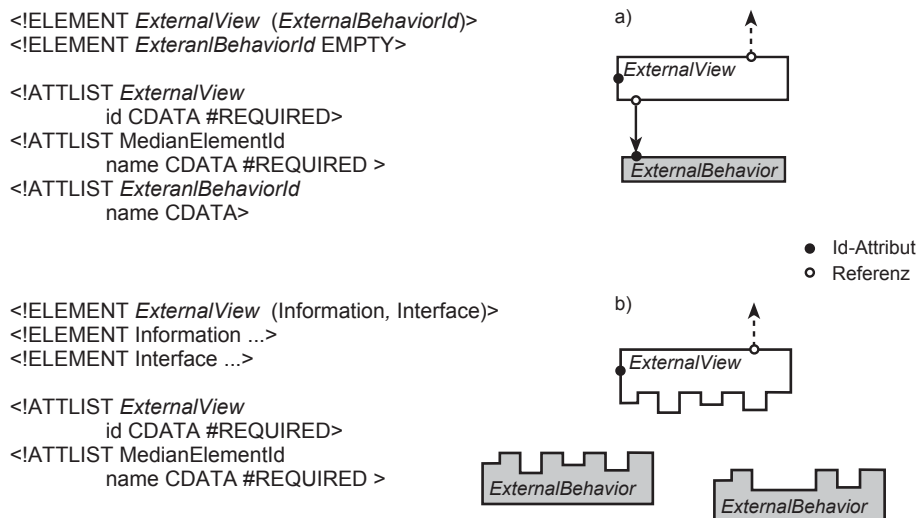 <!ELEMENT ExternalView (ExternalBehaviorId)>
<!ELEMENT ExteranlBehaviorId EMPTY>
<!ATTLIST ExternalView
id CDATA #REQUIRED>
<!ATTLIST MedianElementId
name CDATA #REQUIRED >
<!ATTLIST ExteranlBehaviorId
name CDATA>
a)
ExternalView
ExternalBehavior
Id-Attribut
Referenz
<!ELEMENT ExternalView (Information, Interface)>
<!ELEMENT Information ...>
<!ELEMENT Interface ...>
<!ATTLIST ExternalView
id CDATA #REQUIRED>
<!ATTLIST MedianElementId
name CDATA #REQUIRED >
b)
ExternalView
ExternalBehavior
ExternalBehavior